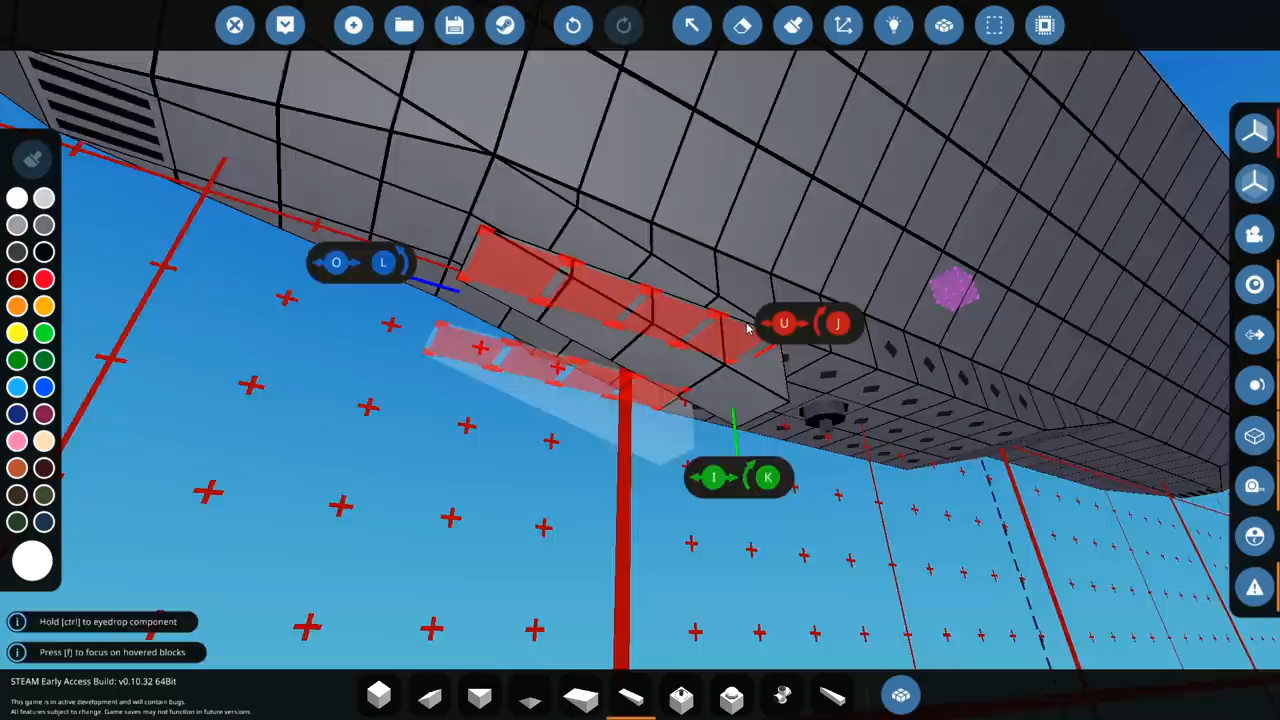 O L
U J
I K
Hold [ctrl] to eyedrop component
Press [f] to focus on hovered blocks
STEAM Early Access Build: v0.10.32 64Bit
This game is in active development and will contain bugs.
All features subject to change. Game saves may not function in future versions.